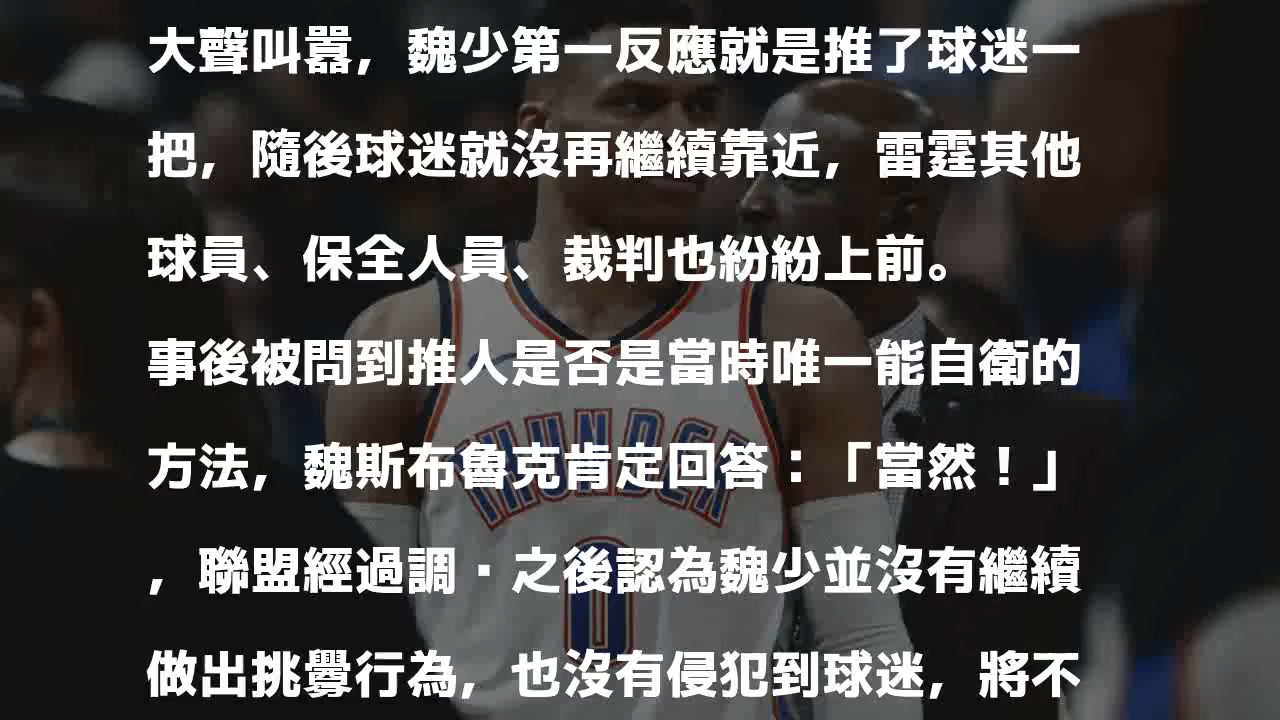 大聲叫囂，魏少第一反應就是推了球迷一
把，隨後球迷就沒再繼續靠近，雷霆其他
球員、保全人員、裁判也紛紛上前。
事後被問到推人是否是當時唯一能自衛的
方法，魏斯布魯克肯定回答：「當然！」
，聯盟經過調·之後認為魏少並沒有繼續
做出挑釁行為，也沒有侵犯到球迷，將不
THUNDER
0